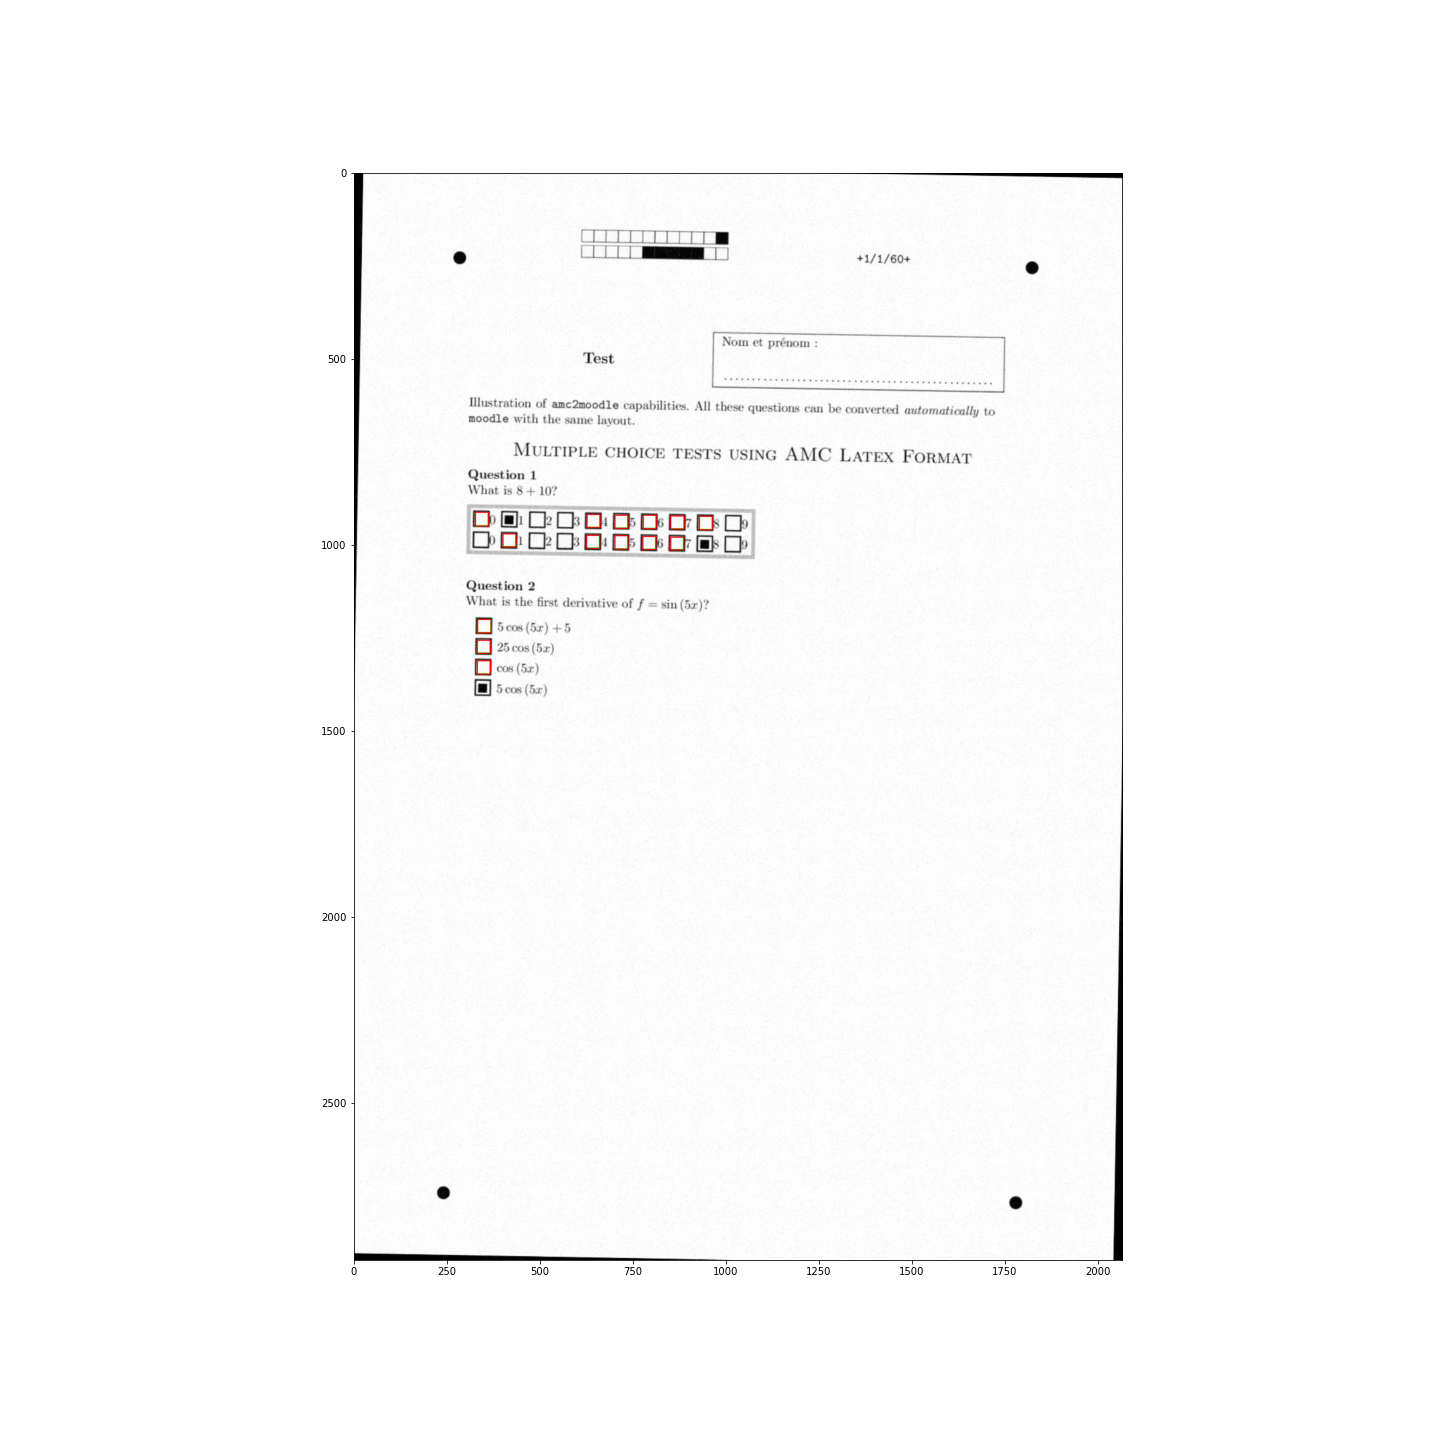 0
500
1000
1500
2000
2500
0 250 500 750 1000 1250 1500 1750 2000
+1/1/60+
Test
Nom et prénom :
Illustration of amc2moodle capabilities. All these questions can be converted automatically to
moodle with the same layout.
MULTIPLE CHOICE TESTS USING AMC LATEX FORMAT
Question 1
What is 8 + 10?
0 1 2 3 4 5 6 7 8 9
0 1 2 3 4 5 6 7 8 9
Question 2
What is the first derivative of f = sin (5x)?
5 cos (5x) + 5
25 cos (5x)
cos (5x)
5 cos (5x)